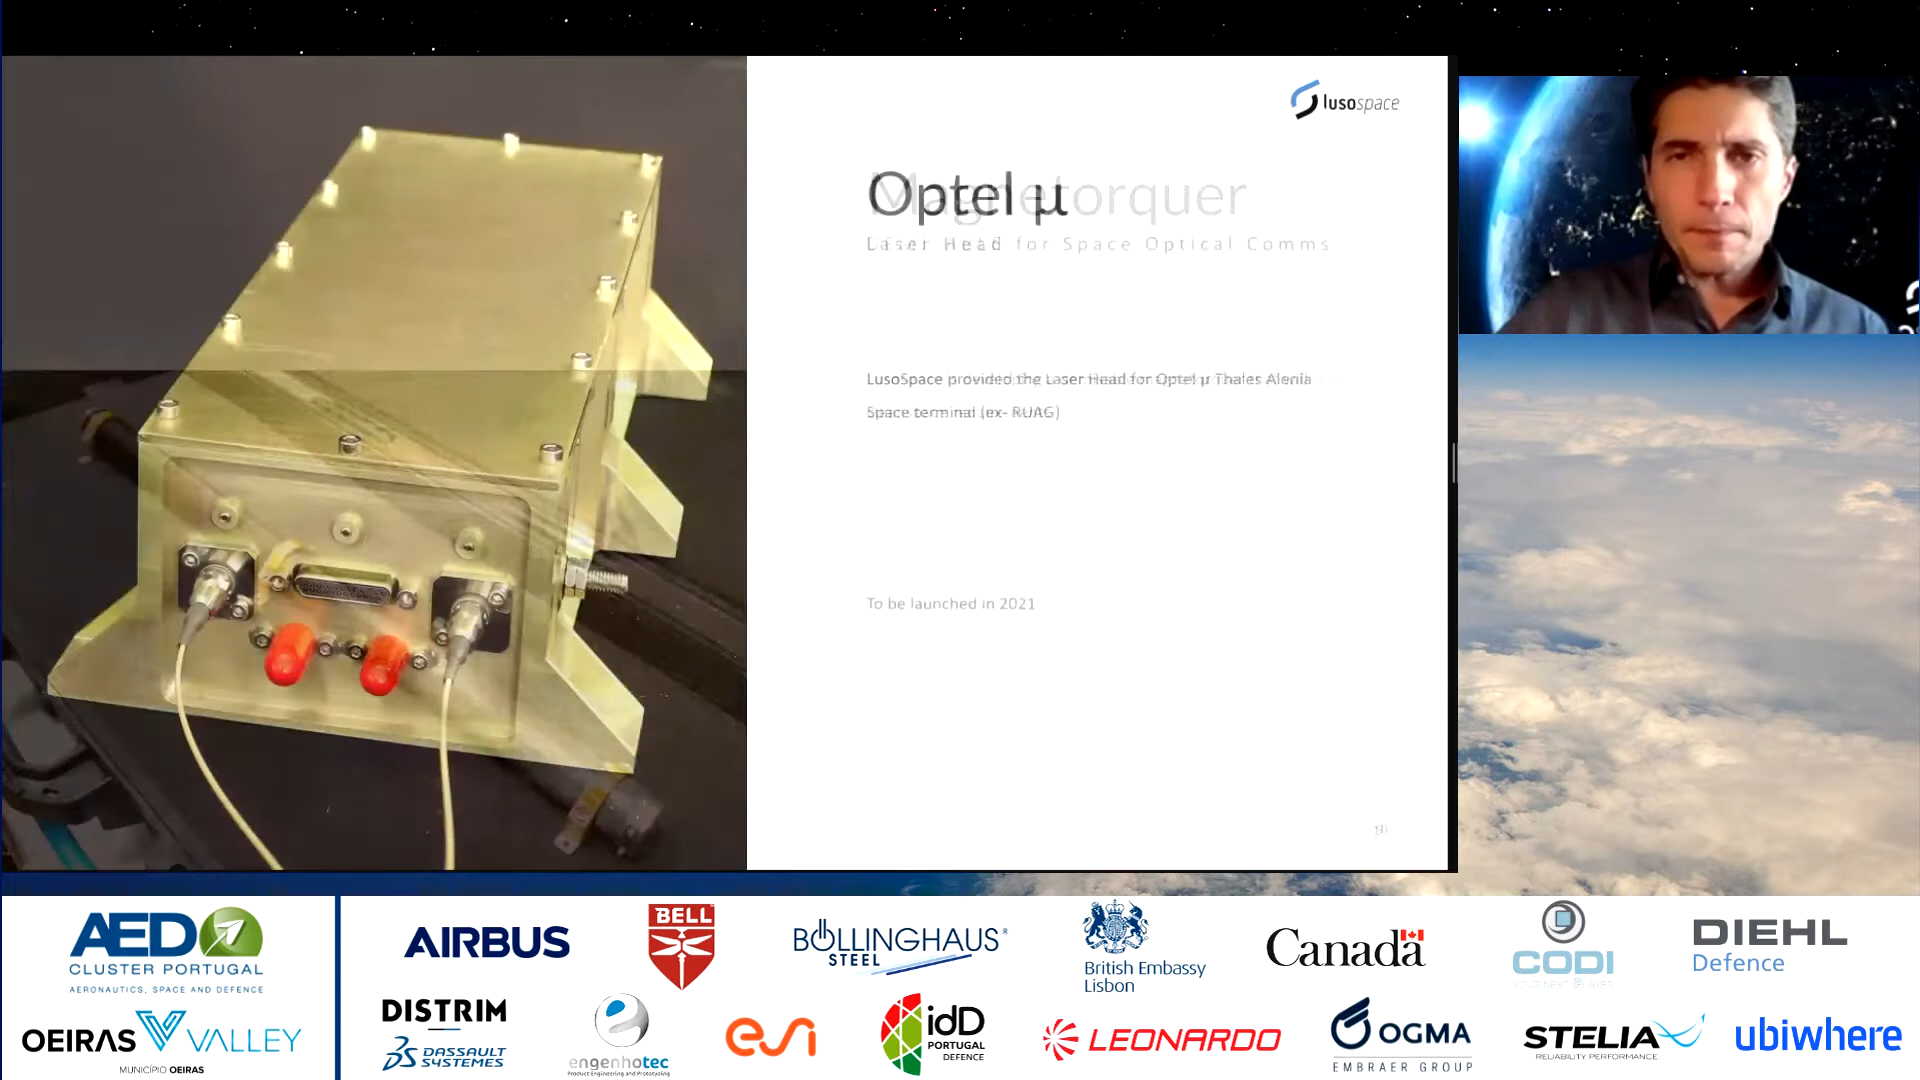 lusospace
Optel µ
Magnetorquer
Laser Head for Space Optical Comms
LusoSpace provided the Laser Head for Optel µ Thales Alenia
Space terminal (ex- RUAG)
To be launched in 2021
AED
CLUSTER PORTUGAL
AERONAUTICS, SPACE AND DEFENCE
OEIRAS VALLEY
MUNICÍPIO OEIRAS
AIRBUS
BELL
BÖLLINGHAUS®
STEEL
British Embassy
Lisbon
Canada
CODI
YOUR NEXT PLAYER
DIEHL
Defence
DISTRIM
DASSAULT
SYSTEMES
engenhotec
Product Engineering and Prototyping
esi
idD
PORTUGAL
DEFENCE
LEONARDO
OGMA
EMBRAER GROUP
STELIA
RELIABILITY. PERFORMANCE.
ubiwhere